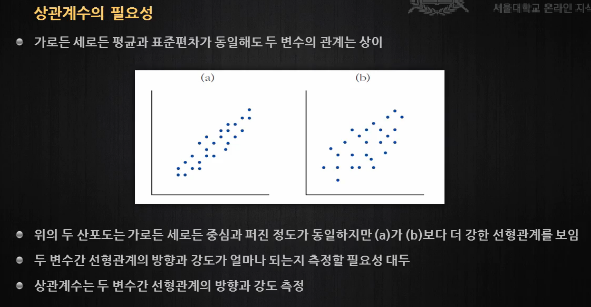 상관계수의 필요성
세울대학교 온라인 지식
가로든 세로든 평균과 표준편차가 동일해도 두 변수의 관계는 상이
(a) (b)
위의 두 산포도는 가로든 세로든 중심과 퍼진 정도가 동일하지만 (a)가 (b)보다 더 강한 선형관계를 보임
두 변수간 선형관계의 방향과 강도가 얼마나 되는지 측정할 필요성 대두
상관계수는 두 변수간 선형관계의 방향과 강도 측정